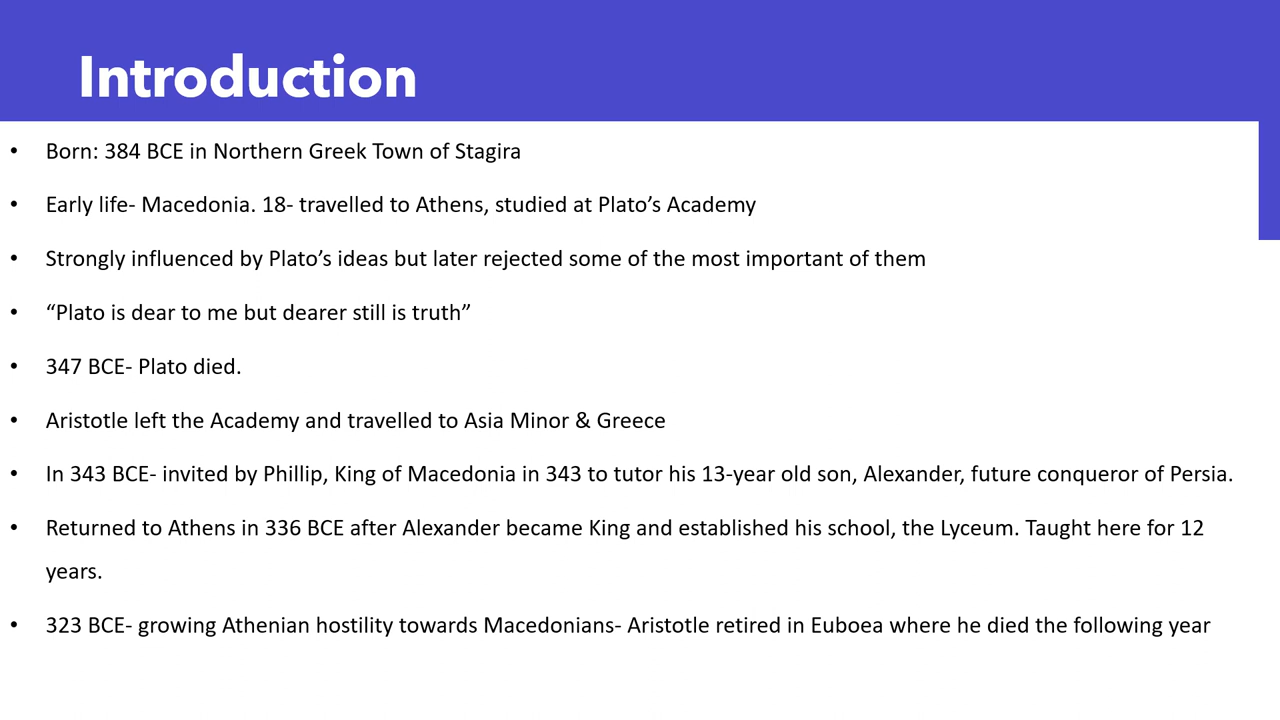 Introduction
• Born: 384 BCE in Northern Greek Town of Stagira
• Early life- Macedonia. 18- travelled to Athens, studied at Plato’s Academy
• Strongly influenced by Plato’s ideas but later rejected some of the most important of them
• “Plato is dear to me but dearer still is truth”
• 347 BCE- Plato died.
• Aristotle left the Academy and travelled to Asia Minor & Greece
• In 343 BCE- invited by Phillip, King of Macedonia in 343 to tutor his 13-year old son, Alexander, future conqueror of Persia.
• Returned to Athens in 336 BCE after Alexander became King and established his school, the Lyceum. Taught here for 12
years.
• 323 BCE- growing Athenian hostility towards Macedonians- Aristotle retired in Euboea where he died the following year